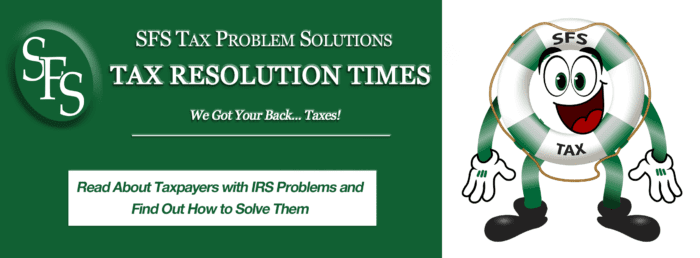 SFS
SFS Tax Problem Solutions
TAX RESOLUTION TIMES
We Got Your Back... Taxes!
Read About Taxpayers with IRS Problems and
Find Out How to Solve Them
SFS
TAX